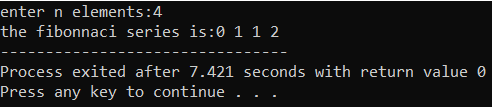 enter n elements:4
the fibonnaci series is:0 1 1 2
--------------------------------
Process exited after 7.421 seconds with return value 0
Press any key to continue . . .